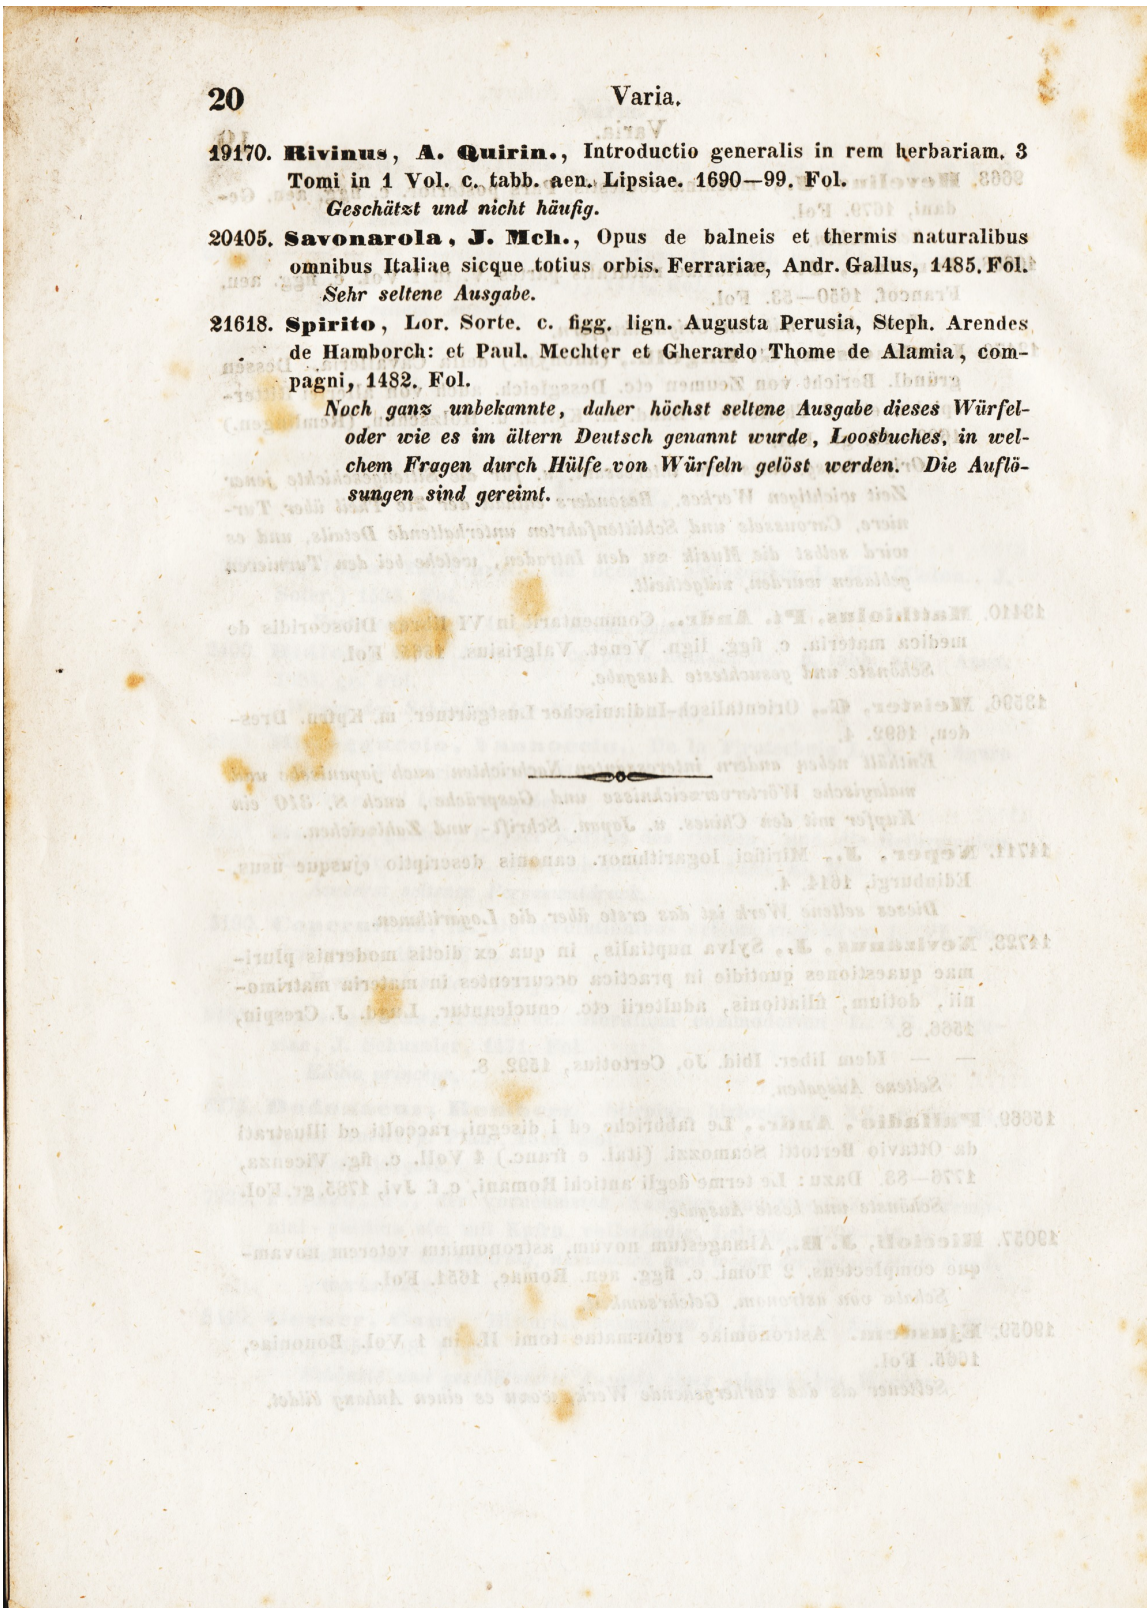 20
Varia.
19170. Rivinus, A. Quirin., Introductio generalis in rem herbariam. 3
Tomi in 1 Vol. c. tabb. aen. Lipsiae. 1690—99. Fol.
Geschätzt und nicht häufig.
20405. Savonarola, J. Mch., Opus de balneis et thermis naturalibus
omnibus Italiae sicque totius orbis. Ferrariae, Andr. Gallus, 1485. Fol.
Sehr seltene Ausgabe.
21618. Spirito, Lor. Sorte. c. figg. lign. Augusta Perusia, Steph. Arendes
de Hamborch: et Paul. Mechter et Gherardo Thome de Alamia, com-
pagni, 1482. Fol.
Noch ganz unbekannte, daher höchst seltene Ausgabe dieses Würfel-
oder wie es im ältern Deutsch genannt wurde, Loosbuches, in wel-
chem Fragen durch Hülfe von Würfeln gelöst werden. Die Auflö-
sungen sind gereimt.